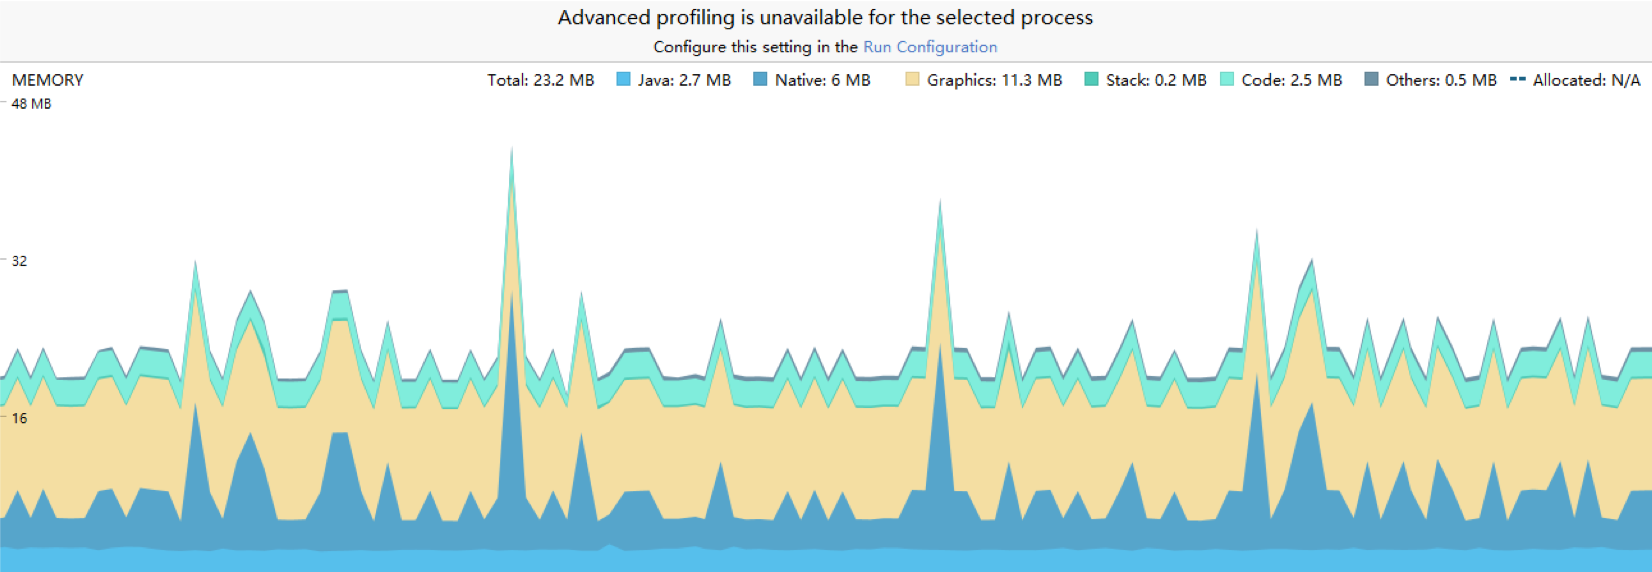 Advanced profiling is unavailable for the selected process
Configure this setting in the Run Configuration
MEMORY Total: 23.2 MB Java: 2.7 MB Native: 6 MB Graphics: 11.3 MB Stack: 0.2 MB Code: 2.5 MB Others: 0.5 MB Allocated: N/A
48 MB
32
16